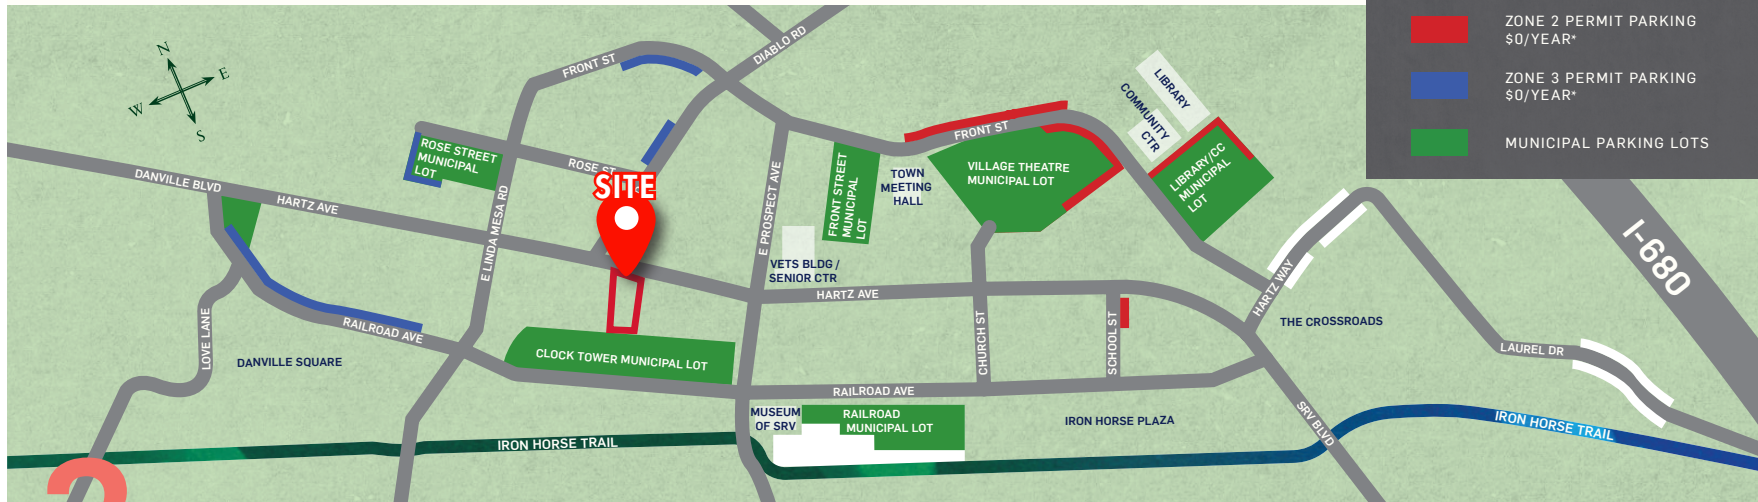 ZONE 2 PERMIT PARKING
$0/YEAR*
ZONE 3 PERMIT PARKING
$0/YEAR*
MUNICIPAL PARKING LOTS
N
E
W
S
FRONT ST
DIABLO RD
LIBRARY
COMMUNITY
CTR
FRONT ST
ROSE STREET
MUNICIPAL
LOT
ROSE ST
SITE
DANVILLE BLVD
HARTZ AVE
E LINDA MESA RD
E PROSPECT AVE
FRONT STREET
MUNICIPAL
LOT
TOWN
MEETING
HALL
VILLAGE THEATRE
MUNICIPAL LOT
LIBRARY/CC
MUNICIPAL
LOT
I-680
VETS BLDG /
SENIOR CTR
HARTZ AVE
HARTZ WAY
THE CROSSROADS
LOVE LANE
RAILROAD AVE
DANVILLE SQUARE
CLOCK TOWER MUNICIPAL LOT
CHURCH ST
SCHOOL ST
LAUREL DR
RAILROAD AVE
MUSEUM
OF SRV
RAILROAD
MUNICIPAL LOT
IRON HORSE PLAZA
SRV BLVD
IRON HORSE TRAIL
IRON HORSE TRAIL